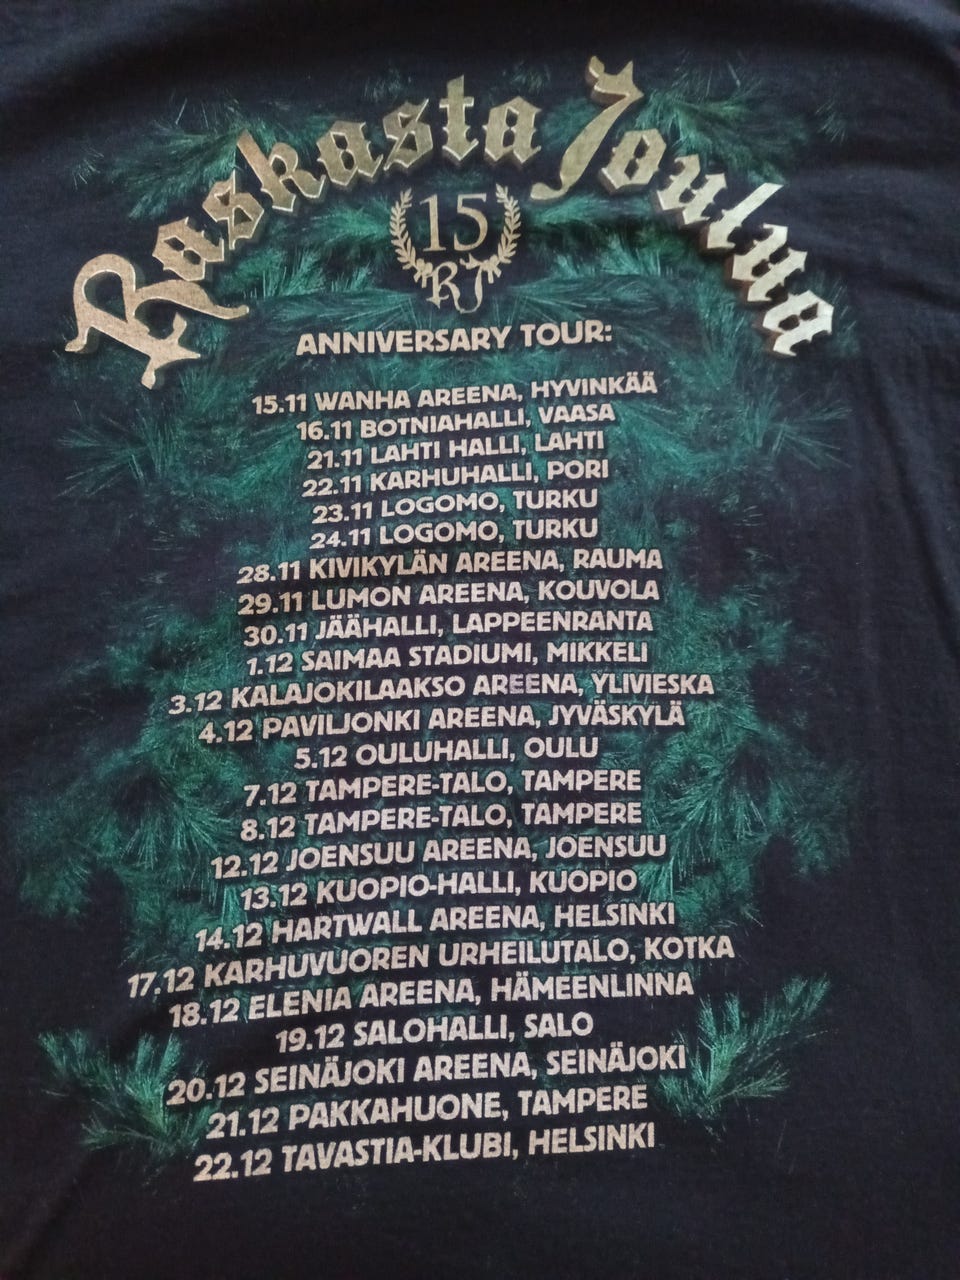 Raskasta Joulua
15
RJ
ANNIVERSARY TOUR:
15.11 WANHA AREENA, HYVINKÄÄ
16.11 BOTNIAHALLI, VAASA
21.11 LAHTI HALLI, LAHTI
22.11 KARHUHALLI, PORI
23.11 LOGOMO, TURKU
24.11 LOGOMO, TURKU
28.11 KIVIKYLÄN AREENA, RAUMA
29.11 LUMON AREENA, KOUVOLA
30.11 JÄÄHALLI, LAPPEENRANTA
1.12 SAIMAA STADIUMI, MIKKELI
3.12 KALAJOKILAAKSO AREENA, YLIVIESKA
4.12 PAVILJONKI AREENA, JYVÄSKYLÄ
5.12 OULUHALLI, OULU
7.12 TAMPERE-TALO, TAMPERE
8.12 TAMPERE-TALO, TAMPERE
12.12 JOENSUU AREENA, JOENSUU
13.12 KUOPIO-HALLI, KUOPIO
14.12 HARTWALL AREENA, HELSINKI
17.12 KARHUVUOREN URHEILUTALO, KOTKA
18.12 ELENIA AREENA, HÄMEENLINNA
19.12 SALOHALLI, SALO
20.12 SEINÄJOKI AREENA, SEINÄJOKI
21.12 PAKKAHUONE, TAMPERE
22.12 TAVASTIA-KLUBI, HELSINKI